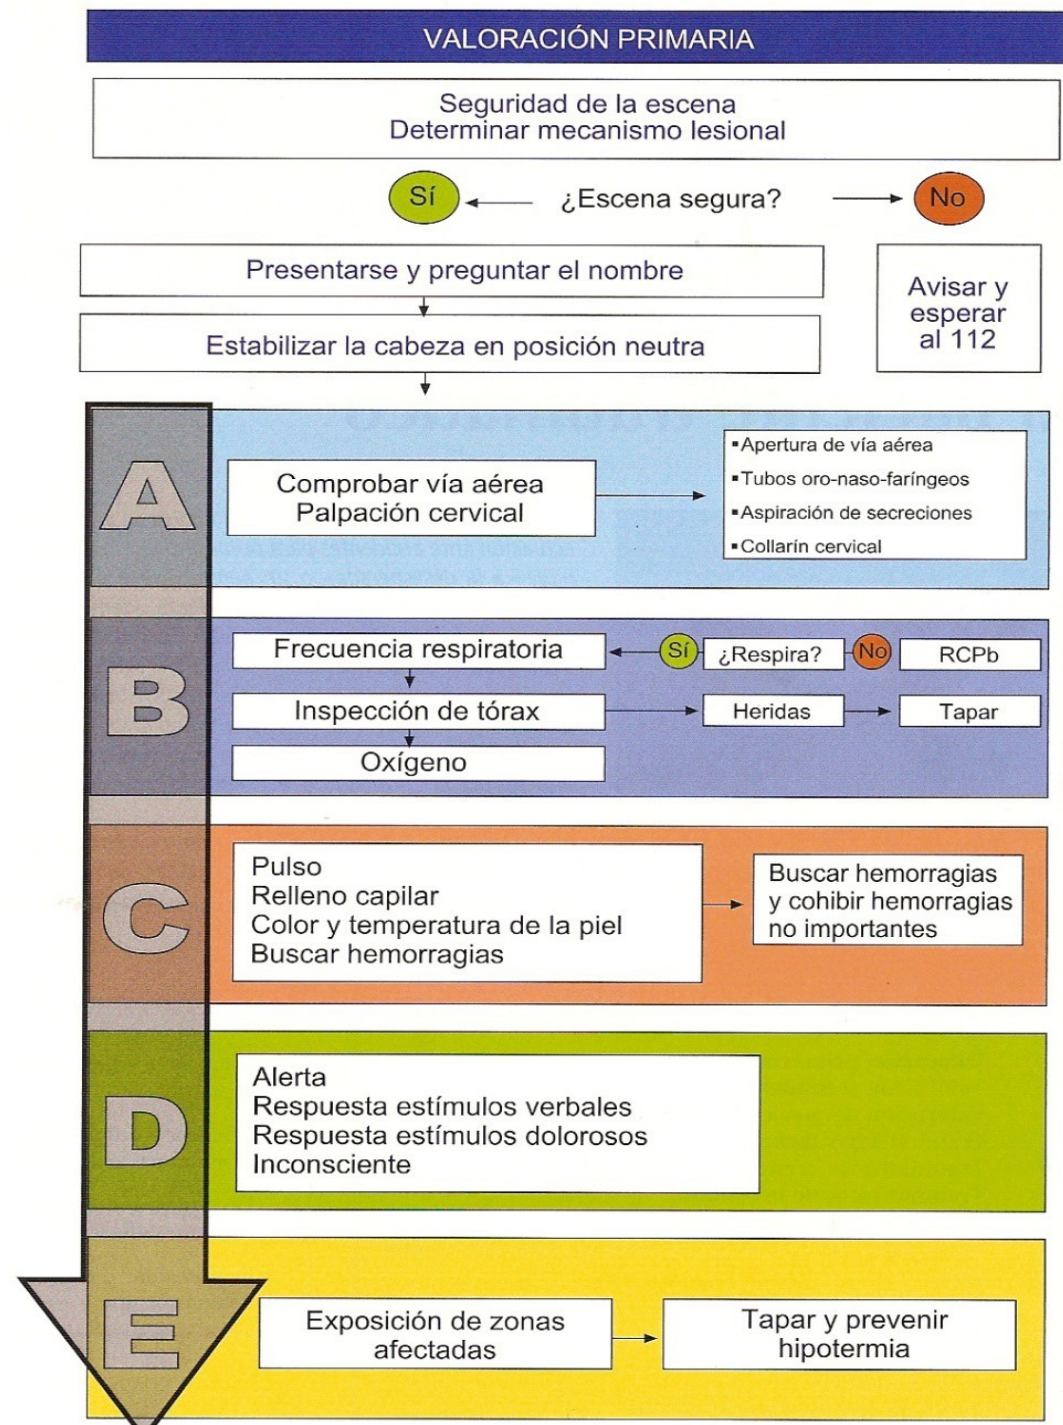 VALORACIÓN PRIMARIA
Seguridad de la escena
Determinar mecanismo lesional
Sí
¿Escena segura?
No
Presentarse y preguntar el nombre
Avisar y
esperar
al 112
Estabilizar la cabeza en posición neutra
A
Comprobar vía aérea
Palpación cervical
▪Apertura de vía aérea
▪Tubos oro-naso-faríngeos
▪Aspiración de secreciones
▪Collarín cervical
B
Frecuencia respiratoria
Sí
¿Respira?
No
RCPb
Inspección de tórax
Heridas
Tapar
Oxígeno
C
Pulso
Relleno capilar
Color y temperatura de la piel
Buscar hemorragias
Buscar hemorragias
y cohibir hemorragias
no importantes
D
Alerta
Respuesta estímulos verbales
Respuesta estímulos dolorosos
Inconsciente
E
Exposición de zonas
afectadas
Tapar y prevenir
hipotermia